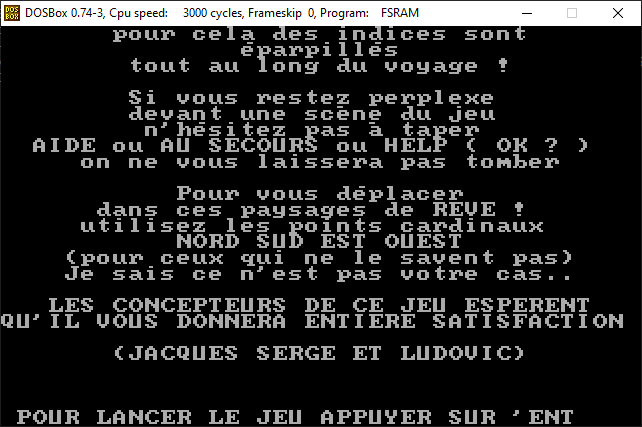 DOSBox 0.74-3, Cpu speed: 3000 cycles, Frameskip 0, Program: FSRAM
pour cela des indices sont
éparpillés
tout au long du voyage !
Si vous restez perplexe
devant une scène du jeu
n'hésitez pas à taper
AIDE ou AU SECOURS ou HELP ( OK ? )
on ne vous laissera pas tomber
Pour vous déplacer
dans ces paysages de REVE !
utilisez les points cardinaux
NORD SUD EST OUEST
(pour ceux qui ne le savent pas)
Je sais ce n'est pas votre cas..
LES CONCEPTEURS DE CE JEU ESPERENT
QU'IL VOUS DONNERA ENTIERE SATISFACTION
(JACQUES SERGE ET LUDOVIC)
POUR LANCER LE JEU APPUYER SUR 'ENT